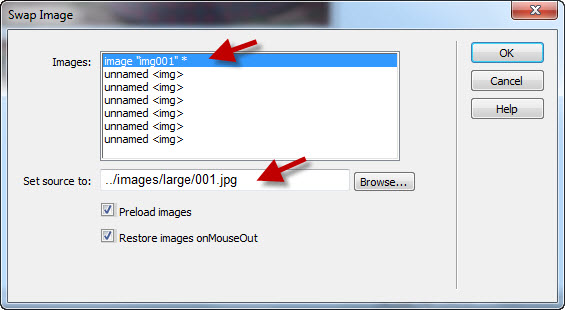 Swap Image
Images:
image "img001" *
unnamed <img>
unnamed <img>
unnamed <img>
unnamed <img>
unnamed <img>
unnamed <img>
OK
Cancel
Help
Set source to:
../images/large/001.jpg
Browse...
Preload images
Restore images onMouseOut